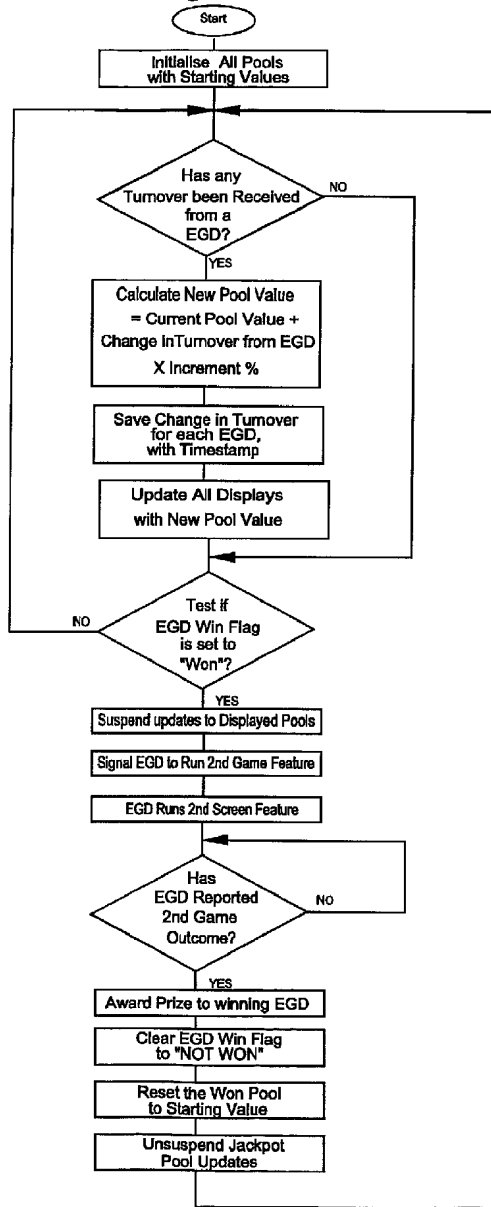 Start
Initialise All Pools
with Starting Values
Has any
Turnover been Received
from a
EGD?
NO
YES
Calculate New Pool Value
= Current Pool Value +
Change inTurnover from EGD
X Increment %
Save Change in Turnover
for each EGD,
with Timestamp
Update All Displays
with New Pool Value
Test if
EGD Win Flag
is set to
"Won"?
NO
YES
Suspend updates to Displayed Pools
Signal EGD to Run 2nd Game Feature
EGD Runs 2nd Screen Feature
Has
EGD Reported
2nd Game
Outcome?
NO
YES
Award Prize to winning EGD
Clear EGD Win Flag
to "NOT WON"
Reset the Won Pool
to Starting Value
Unsuspend Jackpot
Pool Updates